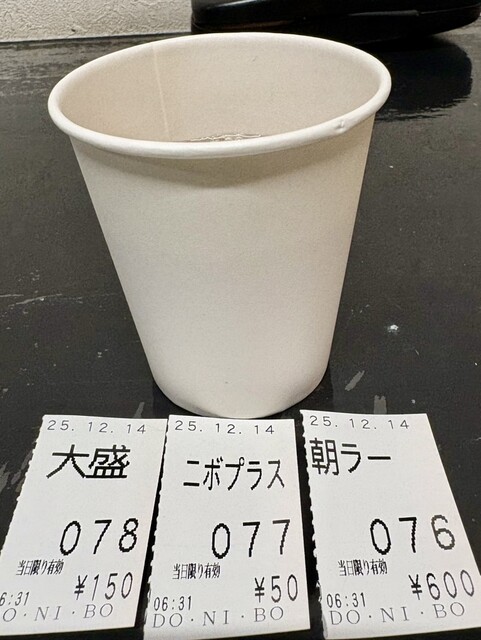 25.12.14
大盛
078
当日限り有効
¥150
06:31
DO・NI・BO
25.12.14
ニボプラス
077
当日限り有効
¥50
06:31
DO・NI・BO
25.12.14
朝ラー
076
当日限り有効
¥600
06:31
DO・NI・BO